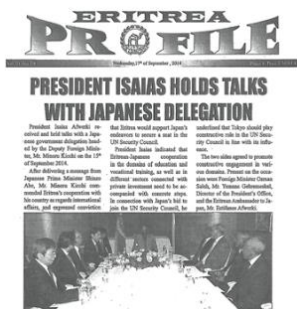 ERITREA
PROFILE
Wednesday, 17th of September, 2014
PRESIDENT ISAIAS HOLDS TALKS
WITH JAPANESE DELEGATION
President Isaias Afwerki re-
ceived and held talks with a Japa-
nese government delegation head-
ed by the Deputy Foreign Minis-
ter, Mr. Minoru Kiuchi on the 15th
of September 2014.
After delivering a message from
Japanese Prime Minister Shinzo
Abe, Mr. Minoru Kiuchi com-
mended Eritrea's cooperation with
his country as regards international
affairs, and expressed conviction
that Eritrea would support Japan's
endeavors to secure a seat in the
UN Security Council.
President Isaias indicated that
Eritrean-Japanese cooperation
in the domains of education and
vocational training, as well as in
different sectors connected with
private investment need to be ac-
companied with concrete steps.
In connection with Japan's bid to
join the UN Security Council, he
underlined that Tokyo should play
constructive role in the UN Secu-
rity Council in line with its influ-
ence.
The two sides agreed to promote
constructive engagement in vari-
ous domains. Present on the occa-
sion were Foreign Minister Osman
Saleh, Mr. Yemane Gebremeskel,
Director of the President's Office,
and the Eritrean Ambassador to Ja-
pan, Mr. Estifanos Afwerki.